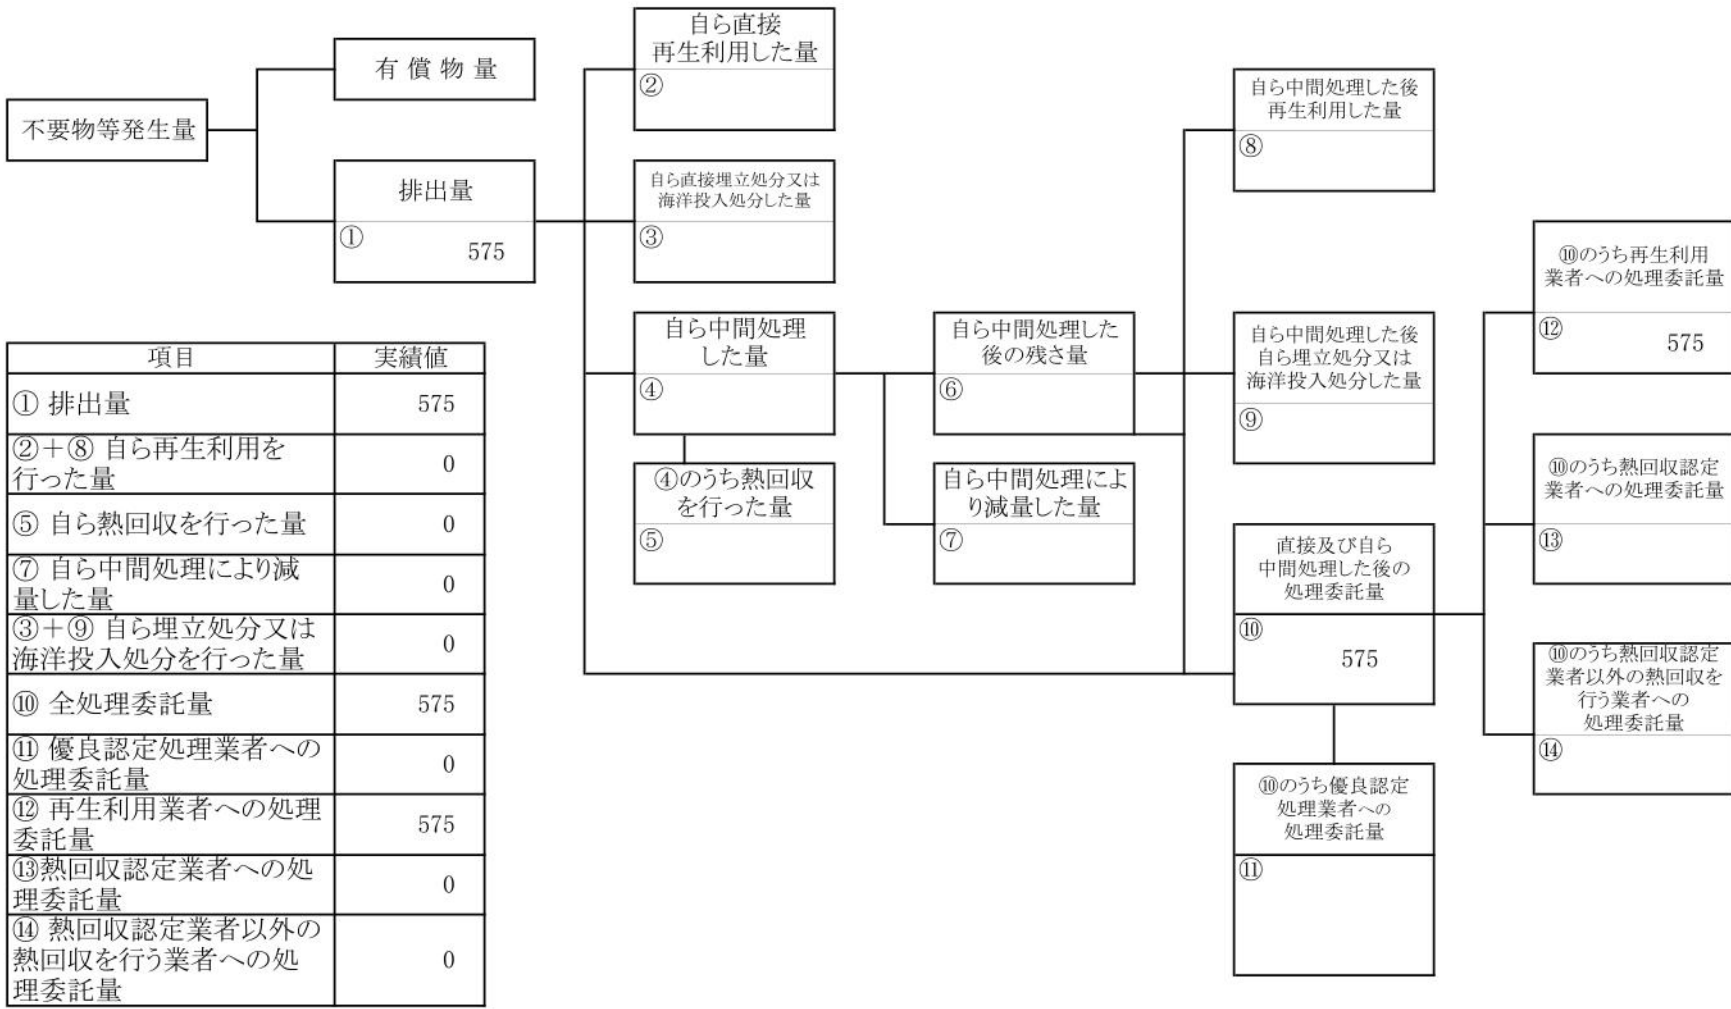 不要物等発生量
有 償 物 量
排出量
①
575
自ら直接
再生利用した量
②
自ら直接埋立処分又は
海洋投入処分した量
③
自ら中間処理
した量
④
④のうち熱回収
を行った量
⑤
自ら中間処理した
後の残さ量
⑥
自ら中間処理によ
り減量した量
⑦
自ら中間処理した後
再生利用した量
⑧
自ら中間処理した後
自ら埋立処分又は
海洋投入処分した量
⑨
直接及び自ら
中間処理した後の
処理委託量
⑩
575
⑩のうち優良認定
処理業者への
処理委託量
⑪
⑩のうち再生利用
業者への処理委託量
⑫
575
⑩のうち熱回収認定
業者への処理委託量
⑬
⑩のうち熱回収認定
業者以外の熱回収を
行う業者への
処理委託量
⑭
項目 実績値
① 排出量 575
②＋⑧ 自ら再生利用を
行った量 0
⑤ 自ら熱回収を行った量 0
⑦ 自ら中間処理により減
量した量 0
③＋⑨ 自ら埋立処分又は
海洋投入処分を行った量 0
⑩ 全処理委託量 575
⑪ 優良認定処理業者への
処理委託量 0
⑫ 再生利用業者への処理
委託量 575
⑬熱回収認定業者への処
理委託量 0
⑭ 熱回収認定業者以外の
熱回収を行う業者への処
理委託量 0